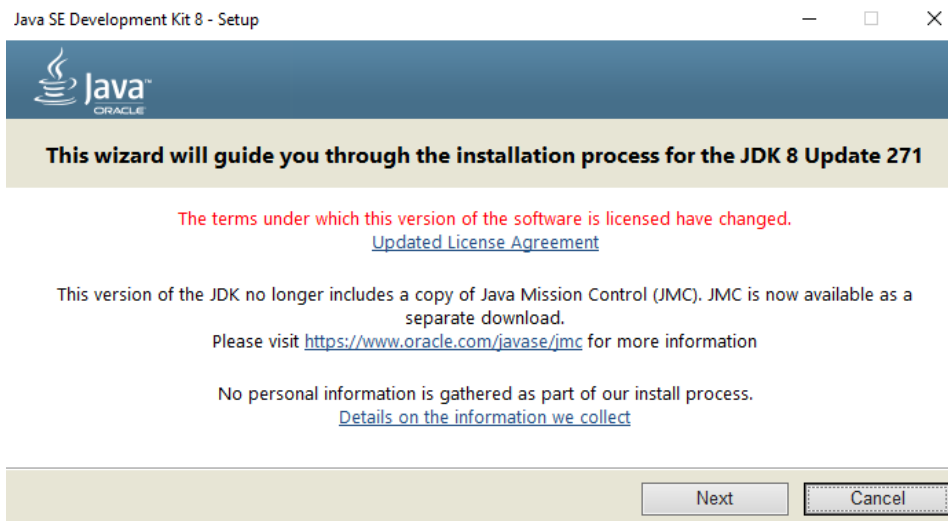 Java SE Development Kit 8 - Setup
Java™
ORACLE
This wizard will guide you through the installation process for the JDK 8 Update 271
The terms under which this version of the software is licensed have changed.
Updated License Agreement
This version of the JDK no longer includes a copy of Java Mission Control (JMC). JMC is now available as a
separate download.
Please visit https://www.oracle.com/javase/jmc for more information
No personal information is gathered as part of our install process.
Details on the information we collect
Next
Cancel